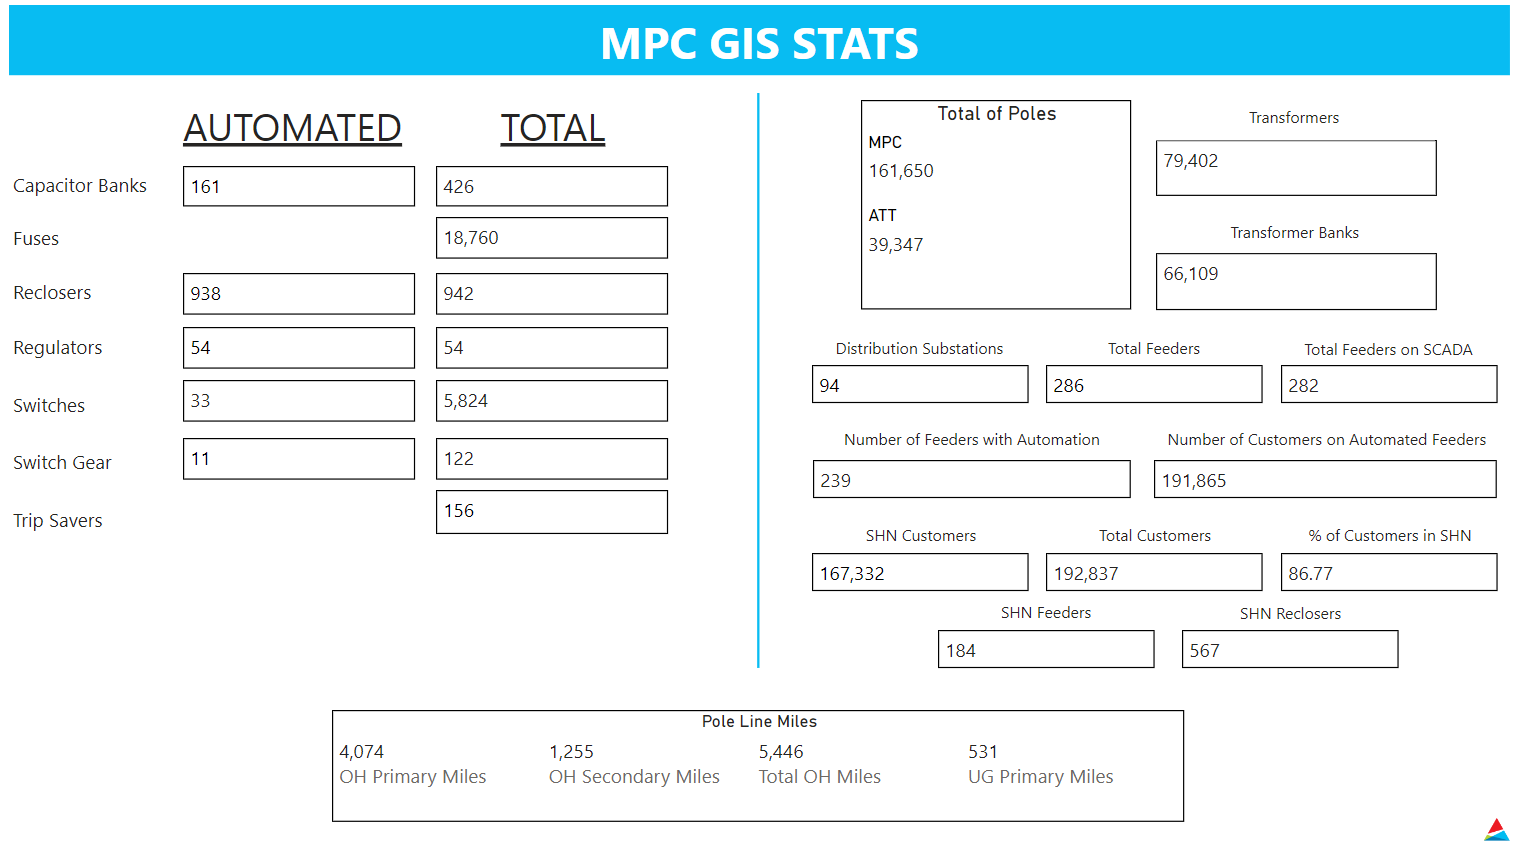 MPC GIS STATS
AUTOMATED TOTAL
Capacitor Banks 161 426
Fuses 18,760
Reclosers 938 942
Regulators 54 54
Switches 33 5,824
Switch Gear 11 122
Trip Savers 156
Total of Poles
MPC
161,650
ATT
39,347
Transformers
79,402
Transformer Banks
66,109
Distribution Substations Total Feeders Total Feeders on SCADA
94 286 282
Number of Feeders with Automation Number of Customers on Automated Feeders
239 191,865
SHN Customers Total Customers % of Customers in SHN
167,332 192,837 86.77
SHN Feeders SHN Reclosers
184 567
Pole Line Miles
4,074 1,255 5,446 531
OH Primary Miles OH Secondary Miles Total OH Miles UG Primary Miles